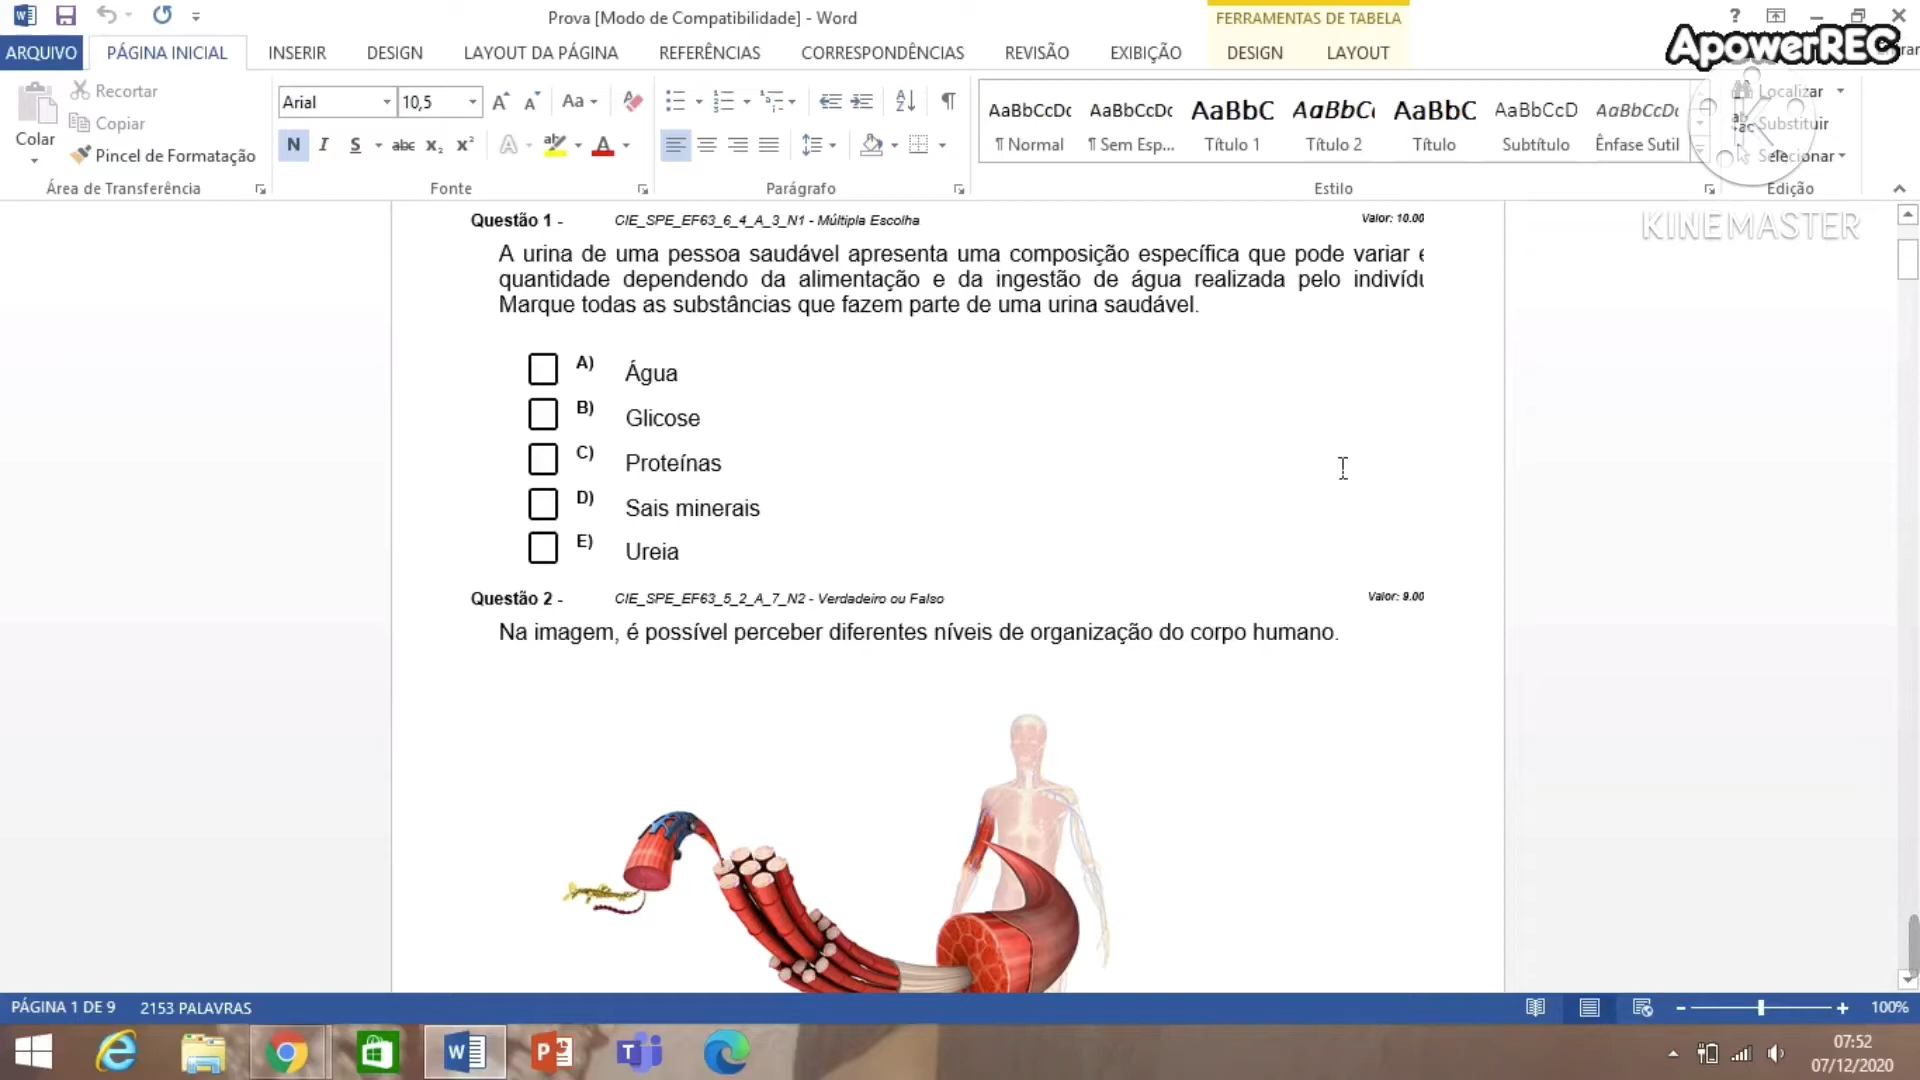 Prova [Modo de Compatibilidade] - Word
FERRAMENTAS DE TABELA
?
ApowerREC
ARQUIVO PÁGINA INICIAL INSERIR DESIGN LAYOUT DA PÁGINA REFERÊNCIAS CORRESPONDÊNCIAS REVISÃO EXIBIÇÃO DESIGN LAYOUT
Colar
Recortar
Copiar
Pincel de Formatação
Área de Transferência
Arial 10,5 Aa
N I S abc x₂ x² A
Fonte
Parágrafo
AaBbCcDc AaBbCcDc AaBbC AaBbCc AaBbC AaBbCcD AaBbCcDc
¶ Normal ¶ Sem Esp... Título 1 Título 2 Título Subtítulo Ênfase Sutil
Estilo
Localizar
Substituir
Selecionar
Edição
K
KINEMASTER
Questão 1 - CIE_SPE_EF63_6_4_A_3_N1 - Múltipla Escolha Valor: 10.00
A urina de uma pessoa saudável apresenta uma composição específica que pode variar e
quantidade dependendo da alimentação e da ingestão de água realizada pelo indivídu
Marque todas as substâncias que fazem parte de uma urina saudável.
A) Água
B) Glicose
C) Proteínas
D) Sais minerais
E) Ureia
Questão 2 - CIE_SPE_EF63_5_2_A_7_N2 - Verdadeiro ou Falso Valor: 9.00
Na imagem, é possível perceber diferentes níveis de organização do corpo humano.
PÁGINA 1 DE 9 2153 PALAVRAS 100%
07:52
07/12/2020